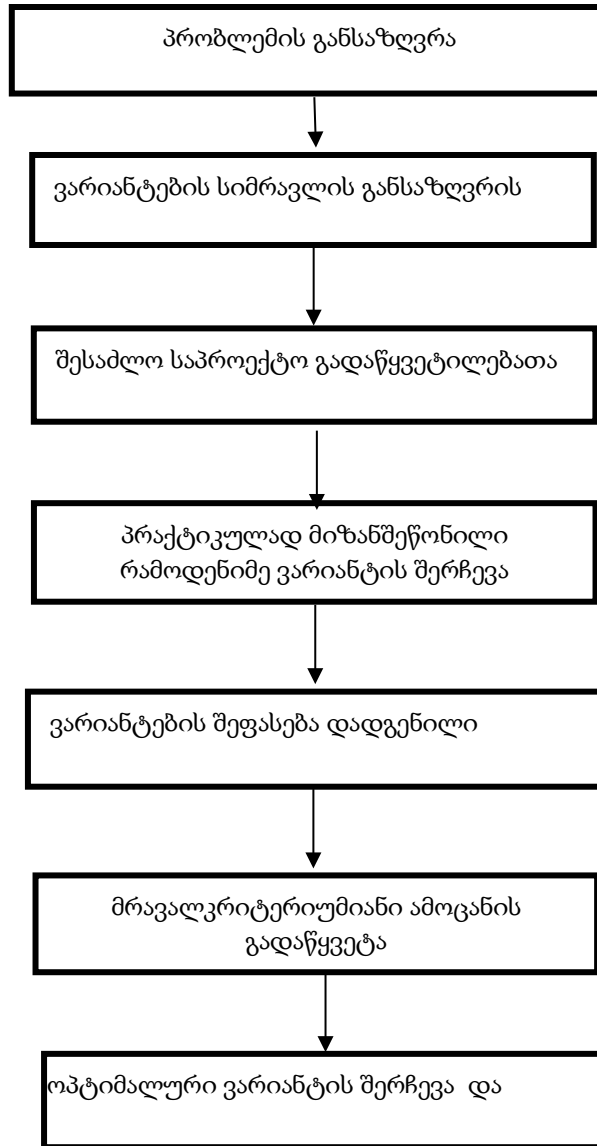 პრობლემის განსაზღვრა
ვარიანტების სიმრავლის განსაზღვრის
შესაძლო საპროექტო გადაწყვეტილებათა
პრაქტიკულად მიზანშეწონილი
რამოდენიმე ვარიანტის შერჩევა
ვარიანტების შეფასება დადგენილი
მრავალკრიტერიუმიანი ამოცანის
გადაწყვეტა
ოპტიმალური ვარიანტის შერჩევა და